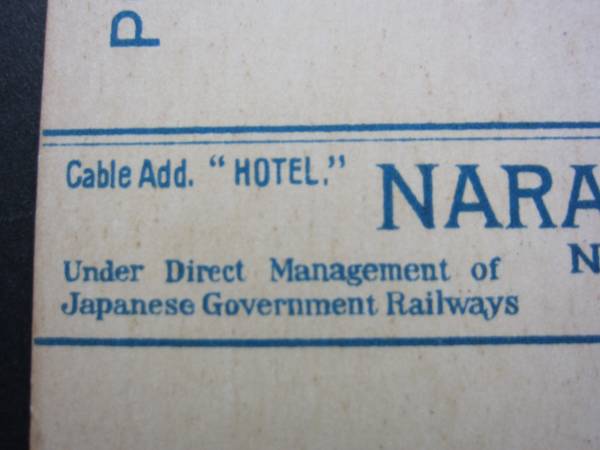 P
Cable Add. “HOTEL.”
NARA
N
Under Direct Management of
Japanese Government Railways